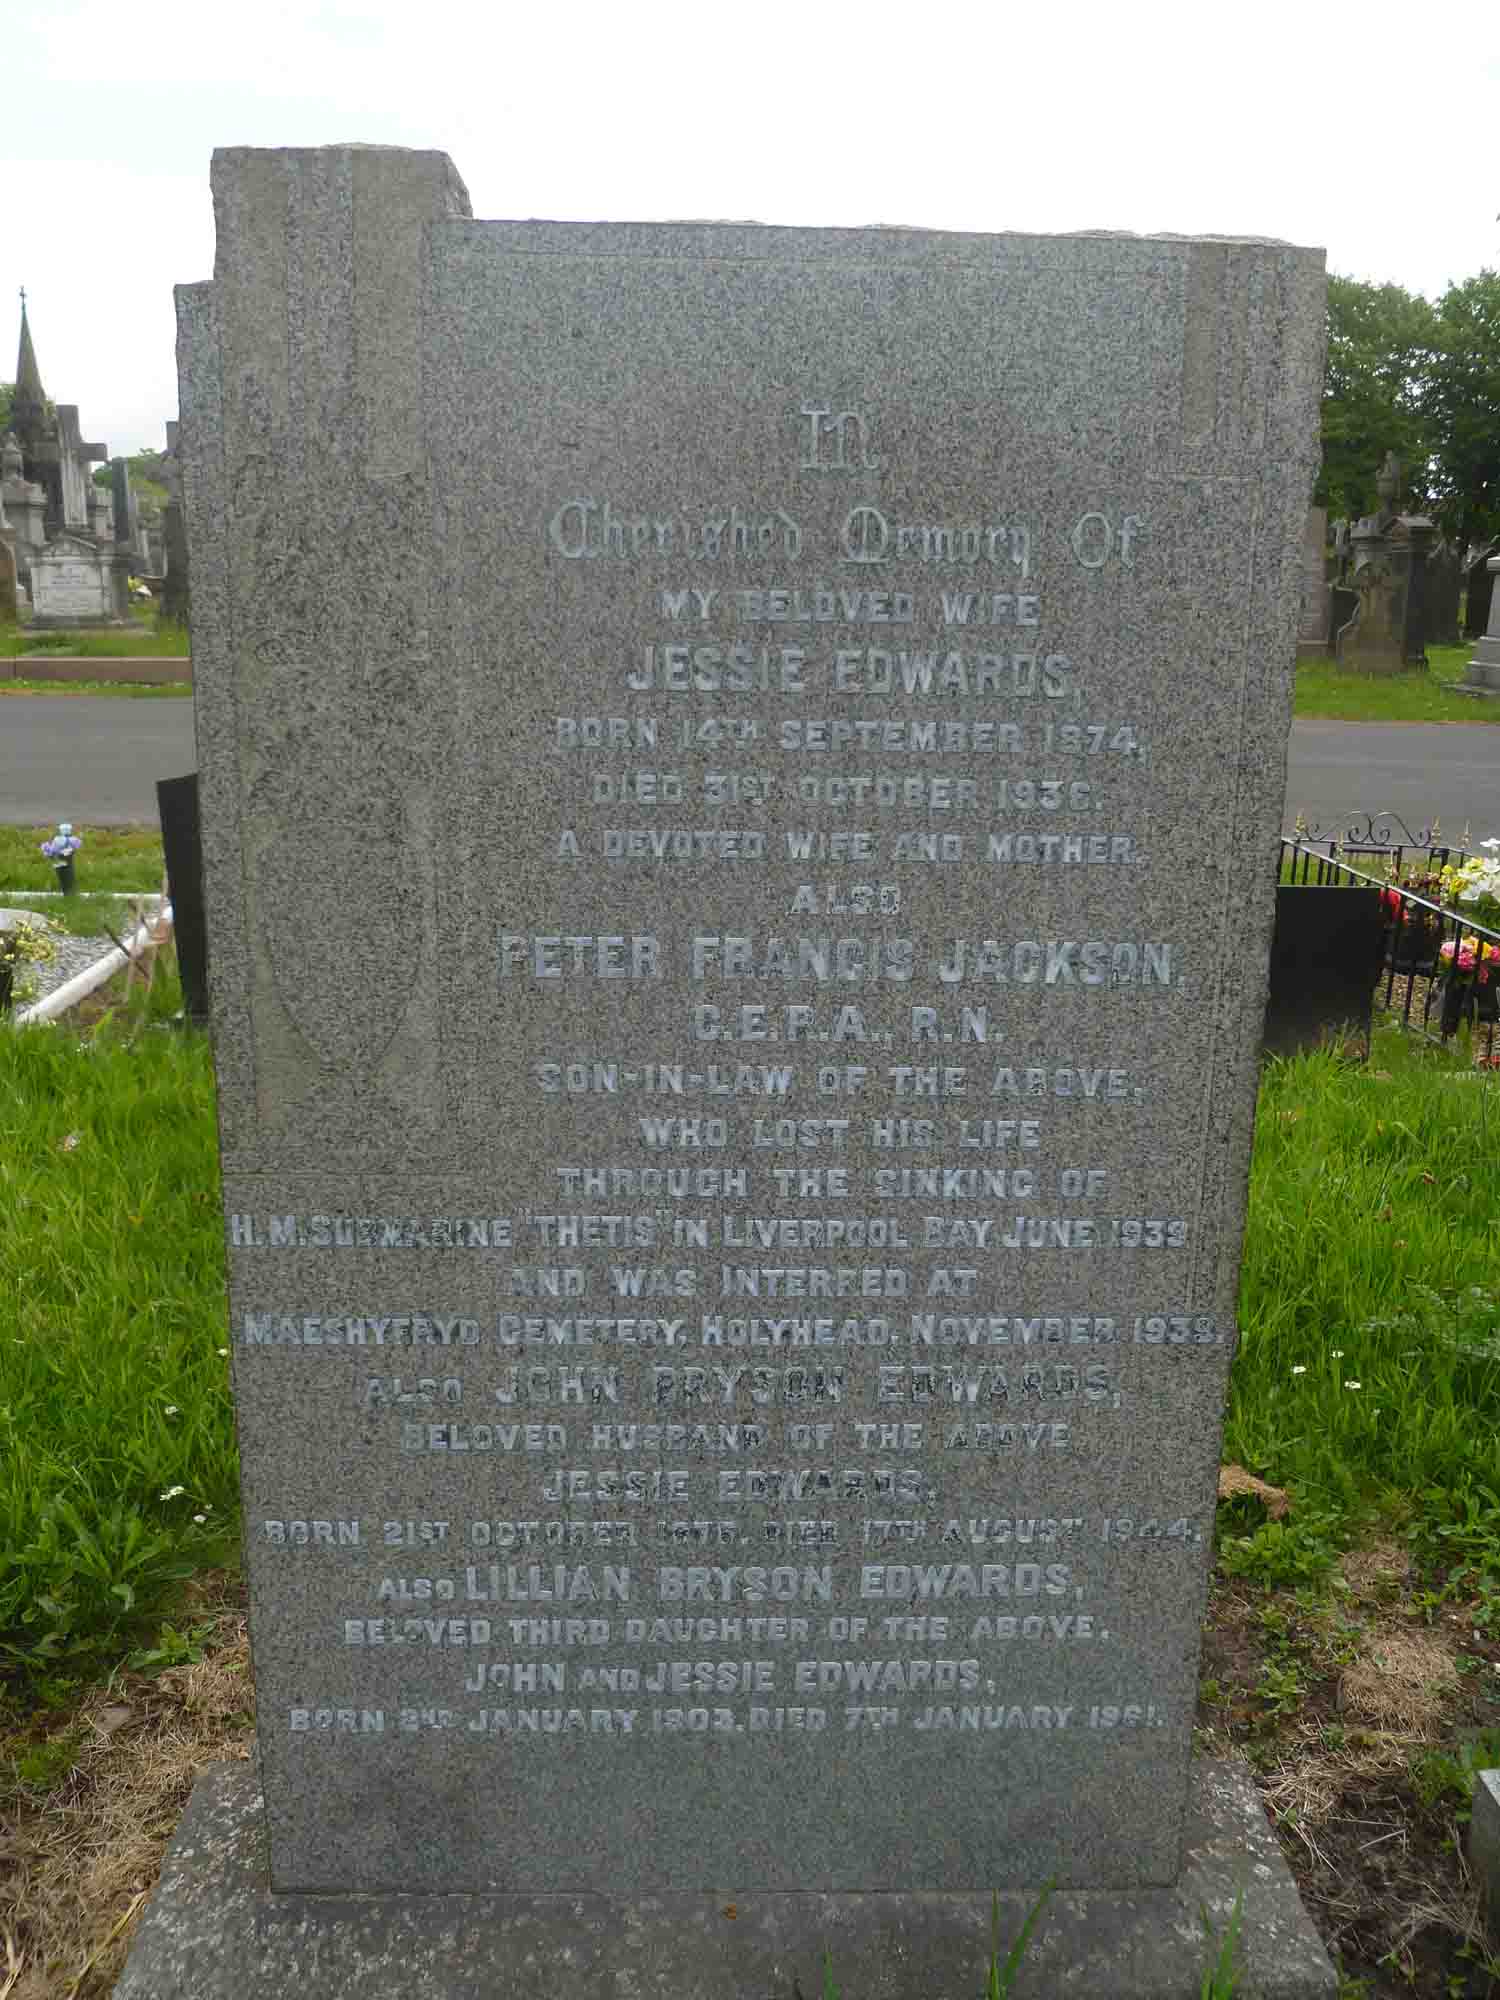 In
Cherished Memory Of
MY BELOVED WIFE
JESSIE EDWARDS,
BORN 14TH SEPTEMBER 1874,
DIED 31ST OCTOBER 1936.
A DEVOTED WIFE AND MOTHER.
ALSO
PETER FRANCIS JACKSON,
C.E.R.A., R.N.
SON-IN-LAW OF THE ABOVE,
WHO LOST HIS LIFE
THROUGH THE SINKING OF
H.M. SUBMARINE "THETIS" IN LIVERPOOL BAY JUNE 1939
AND WAS INTERRED AT
MAESHYFRYD CEMETERY, HOLYHEAD, NOVEMBER 1939.
ALSO JOHN BRYSON EDWARDS,
BELOVED HUSBAND OF THE ABOVE
JESSIE EDWARDS.
BORN 21ST OCTOBER DIED 17TH AUGUST 1944.
ALSO LILLIAN BRYSON EDWARDS,
BELOVED THIRD DAUGHTER OF THE ABOVE,
JOHN AND JESSIE EDWARDS,
BORN 2ND JANUARY 1903, DIED 7TH JANUARY 1961.